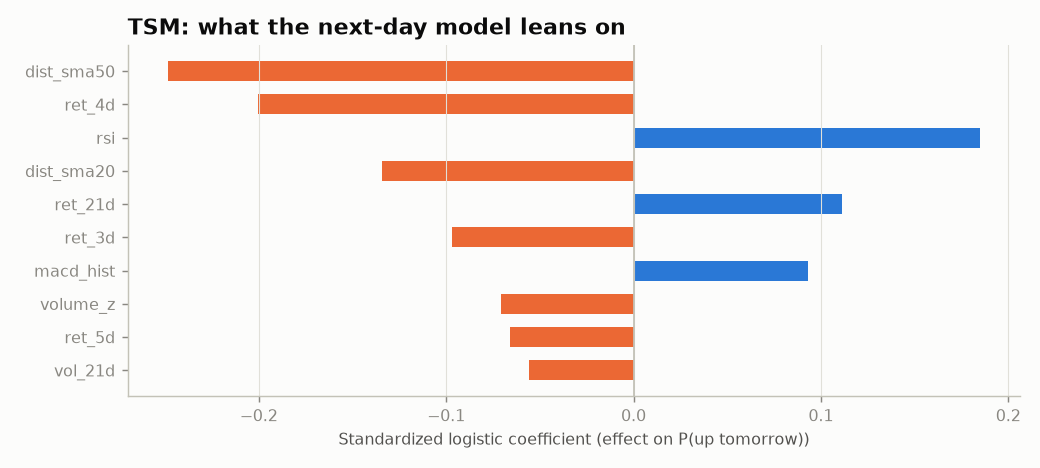 TSM: what the next-day model leans on
dist_sma50
ret_4d
rsi
dist_sma20
ret_21d
ret_3d
macd_hist
volume_z
ret_5d
vol_21d
−0.2 −0.1 0.0 0.1 0.2
Standardized logistic coefficient (effect on P(up tomorrow))